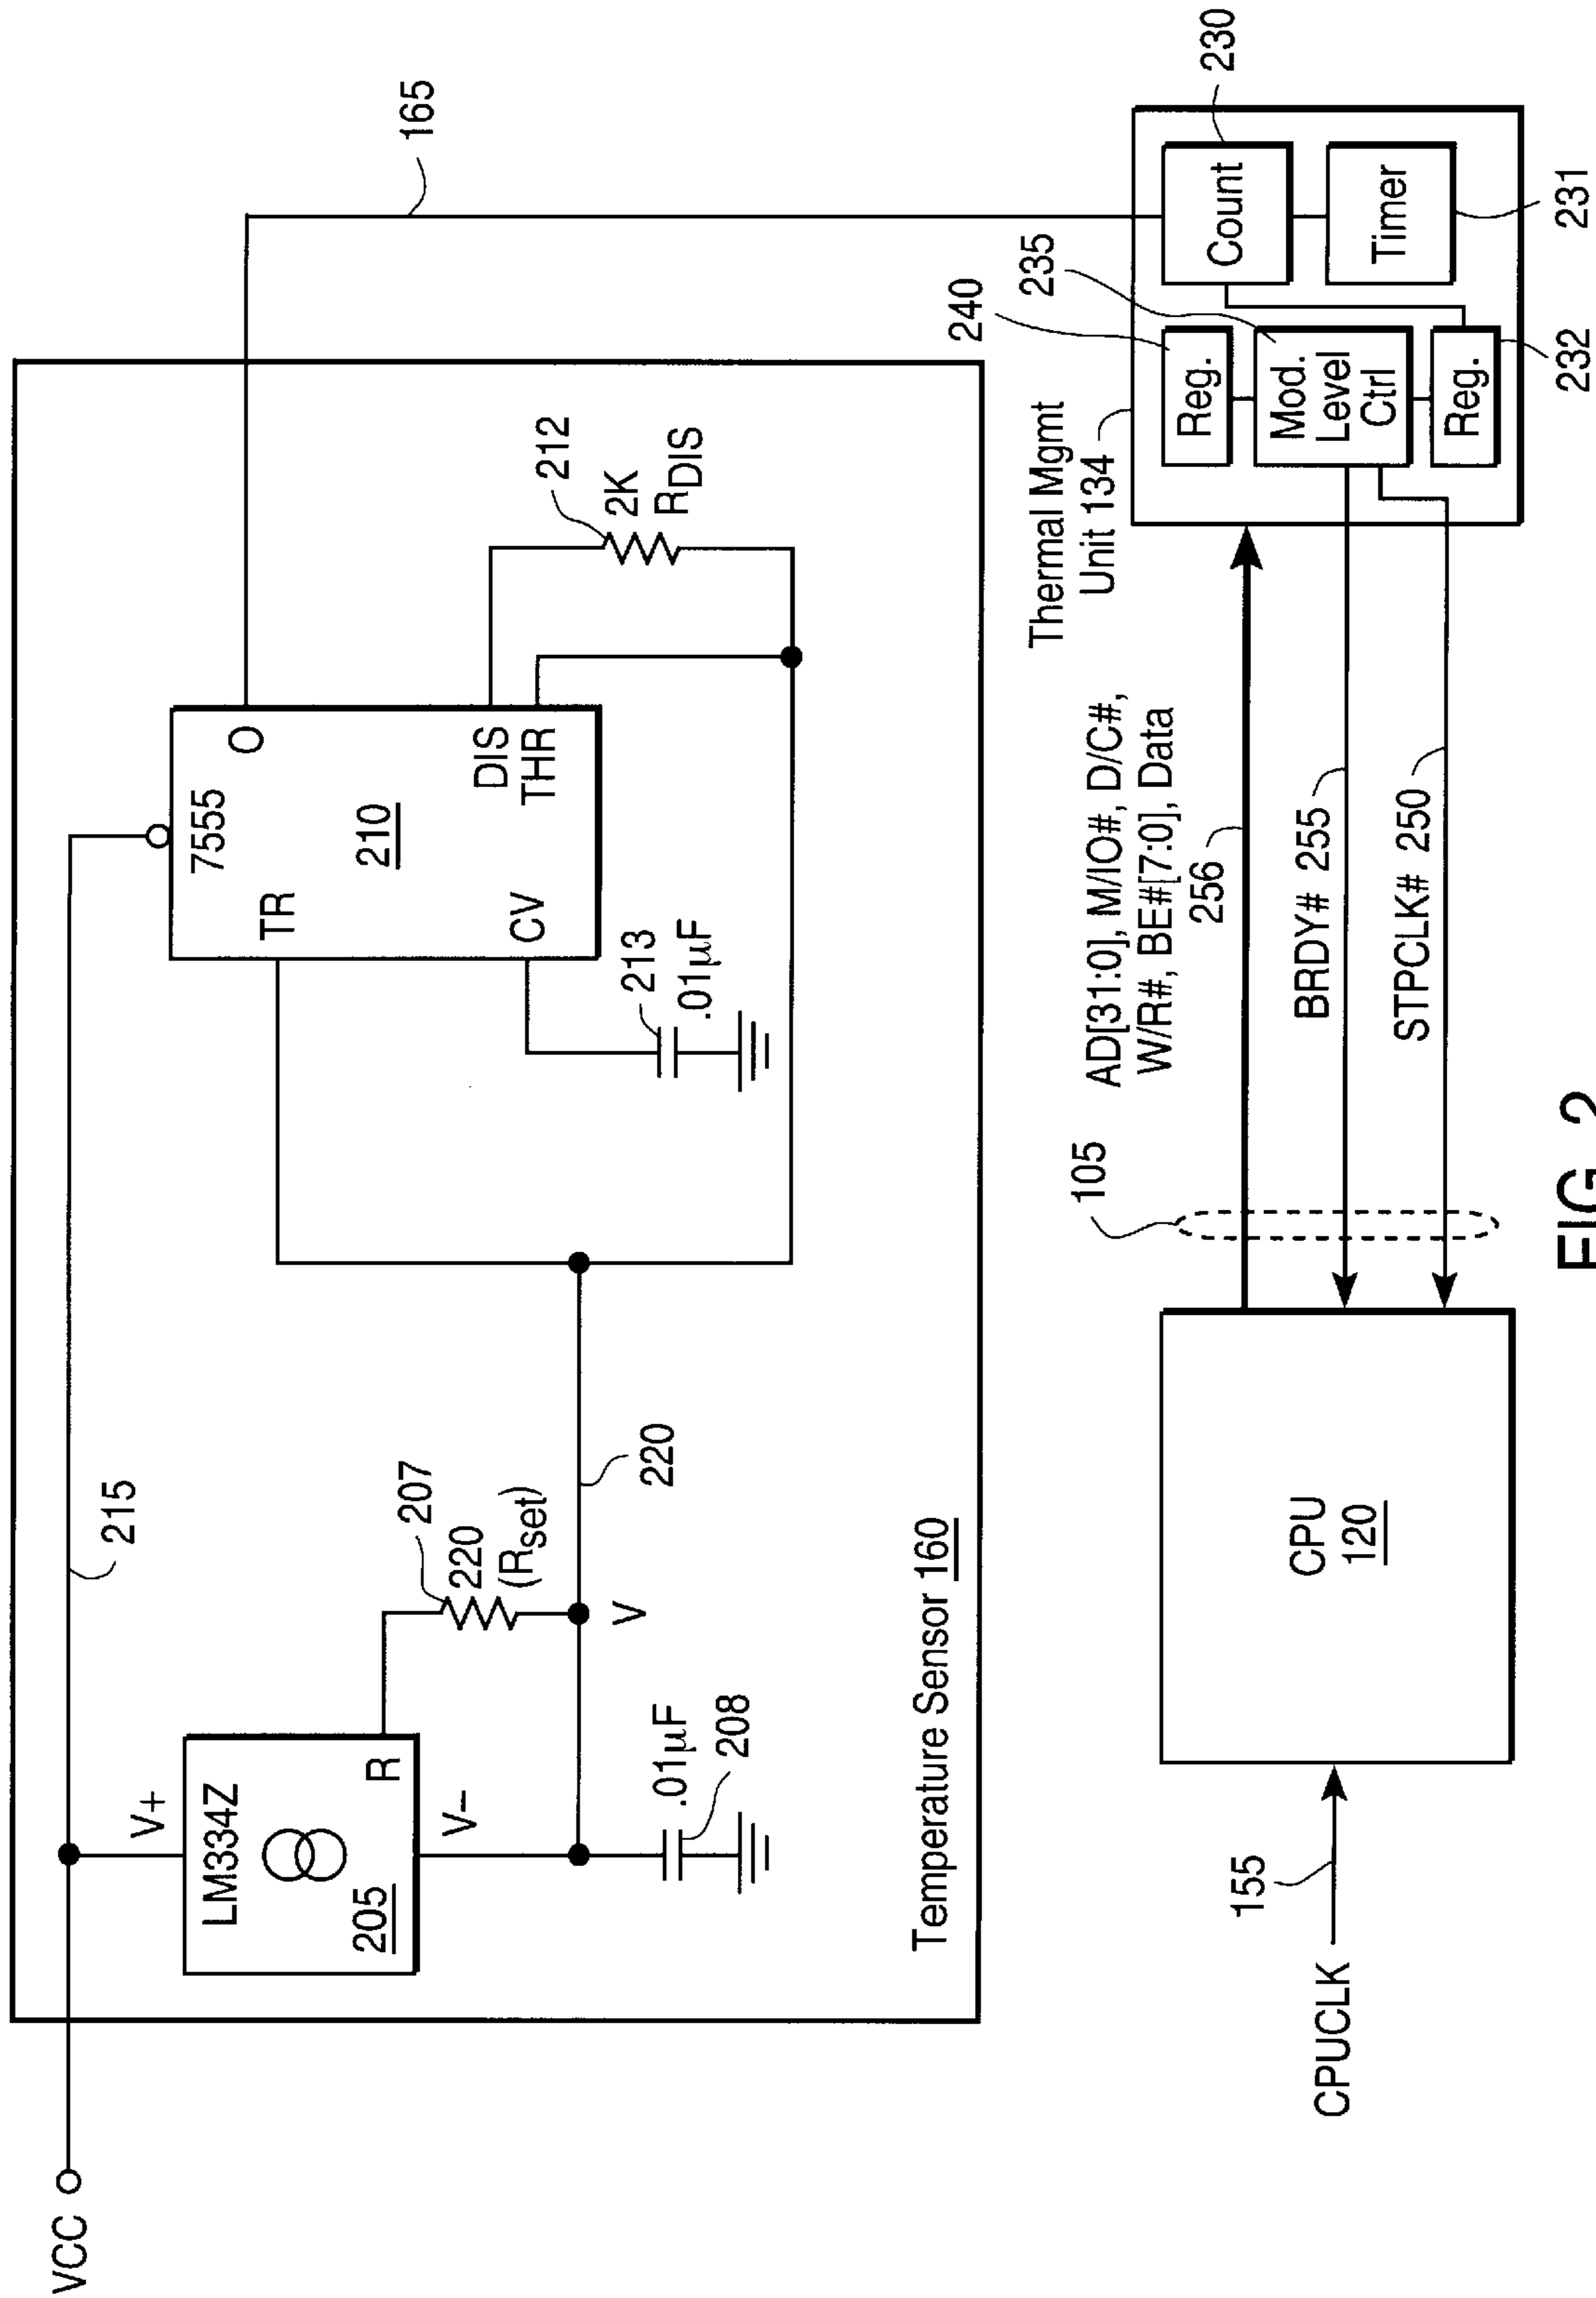 VCC
215
V+
LM334Z
205
R
V–
207
220
(Rset)
V
.01µF
208
220
7555
O
TR
210
DIS
THR
CV
213
.01µF
212
2K
RDIS
165
Temperature Sensor 160
CPUCLK
155
CPU
120
105
AD[31:0], M/IO#, D/C#,
W/R#, BE#[7:0], Data
256
BRDY# 255
STPCLK# 250
Thermal Mgmt
Unit 134
240
235
230
Reg.
Mod.
Level
Ctrl
Reg.
Count
Timer
232
231
FIG. 2